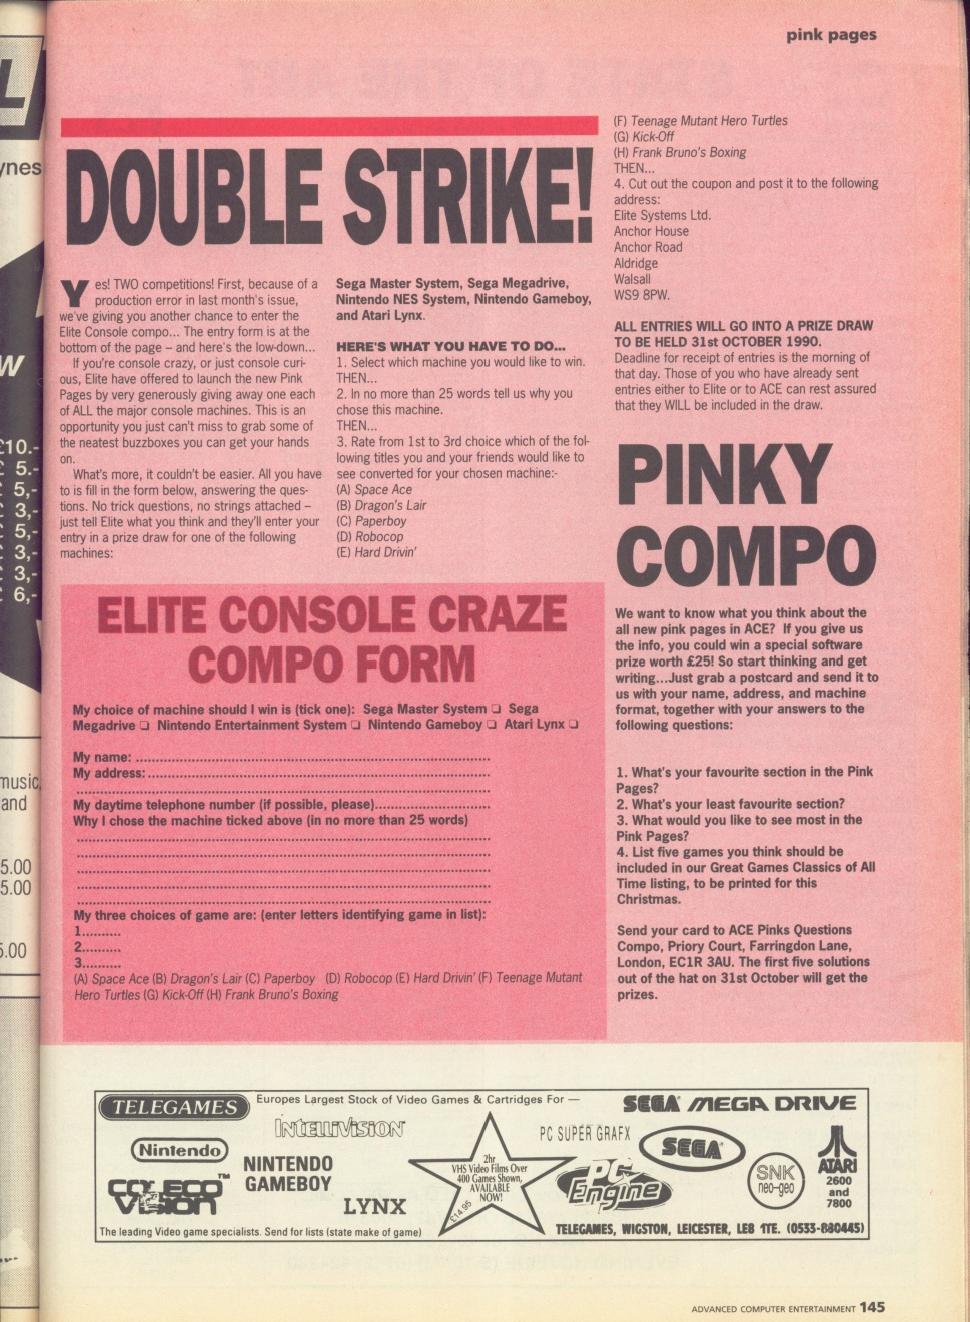 pink pages
DOUBLE STRIKE!
Yes! TWO competitions! First, because of a
production error in last month's issue,
we've giving you another chance to enter the
Elite Console compo... The entry form is at the
bottom of the page – and here's the low-down...
If you're console crazy, or just console curi-
ous, Elite have offered to launch the new Pink
Pages by very generously giving away one each
of ALL the major console machines. This is an
opportunity you just can't miss to grab some of
the neatest buzzboxes you can get your hands
on.
What's more, it couldn't be easier. All you have
to is fill in the form below, answering the ques-
tions. No trick questions, no strings attached –
just tell Elite what you think and they'll enter your
entry in a prize draw for one of the following
machines:
Sega Master System, Sega Megadrive,
Nintendo NES System, Nintendo Gameboy,
and Atari Lynx.
HERE'S WHAT YOU HAVE TO DO...
1. Select which machine you would like to win.
THEN...
2. In no more than 25 words tell us why you
chose this machine.
THEN...
3. Rate from 1st to 3rd choice which of the fol-
lowing titles you and your friends would like to
see converted for your chosen machine:-
(A) Space Ace
(B) Dragon's Lair
(C) Paperboy
(D) Robocop
(E) Hard Drivin'
(F) Teenage Mutant Hero Turtles
(G) Kick-Off
(H) Frank Bruno's Boxing
THEN...
4. Cut out the coupon and post it to the following
address:
Elite Systems Ltd.
Anchor House
Anchor Road
Aldridge
Walsall
WS9 8PW.
ALL ENTRIES WILL GO INTO A PRIZE DRAW
TO BE HELD 31st OCTOBER 1990.
Deadline for receipt of entries is the morning of
that day. Those of you who have already sent
entries either to Elite or to ACE can rest assured
that they WILL be included in the draw.
ELITE CONSOLE CRAZE
COMPO FORM
My choice of machine should I win is (tick one): Sega Master System ❏ Sega
Megadrive ❏ Nintendo Entertainment System ❏ Nintendo Gameboy ❏ Atari Lynx ❏
My name: ..........
My address:..........
..........
My daytime telephone number (if possible, please)..........
Why I chose the machine ticked above (in no more than 25 words)
..........
..........
..........
..........
..........
My three choices of game are: (enter letters identifying game in list):
1..........
2..........
3..........
(A) Space Ace (B) Dragon's Lair (C) Paperboy (D) Robocop (E) Hard Drivin' (F) Teenage Mutant
Hero Turtles (G) Kick-Off (H) Frank Bruno's Boxing
PINKY
COMPO
We want to know what you think about the
all new pink pages in ACE? If you give us
the info, you could win a special software
prize worth £25! So start thinking and get
writing...Just grab a postcard and send it to
us with your name, address, and machine
format, together with your answers to the
following questions:
1. What's your favourite section in the Pink
Pages?
2. What's your least favourite section?
3. What would you like to see most in the
Pink Pages?
4. List five games you think should be
included in our Great Games Classics of All
Time listing, to be printed for this
Christmas.
Send your card to ACE Pinks Questions
Compo, Priory Court, Farringdon Lane,
London, EC1R 3AU. The first five solutions
out of the hat on 31st October will get the
prizes.
TELEGAMES
Europes Largest Stock of Video Games & Cartridges For —
SEGA MEGA DRIVE
INTELLIVISION
PC SUPER GRAFX
Nintendo
SEGA
COLECO
VISION™
NINTENDO
GAMEBOY
LYNX
2hr
VHS Video Films Over
400 Games Shown,
AVAILABLE
NOW!
£14.95
PC
Engine
SNK
neo-geo
ATARI
2600
and
7800
The leading Video game specialists. Send for lists (state make of game)
TELEGAMES, WIGSTON, LEICESTER, LE8 1TE. (0533-880445)
ADVANCED COMPUTER ENTERTAINMENT 145
ynes
£10.-
£ 5.-
£ 5,-
£ 3,-
£ 5,-
£ 3,-
£ 3,-
£ 6,-
music,
and
5.00
5.00
5.00